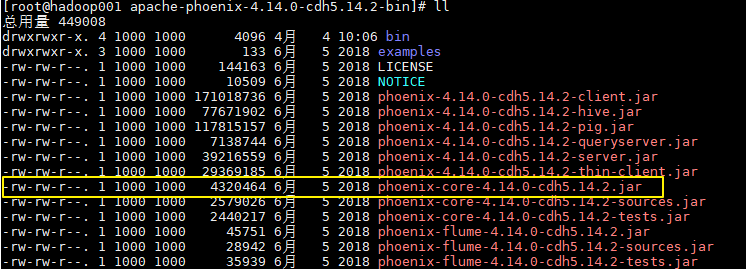 [root@hadoop001 apache-phoenix-4.14.0-cdh5.14.2-bin]# ll
总用量 449008
drwxrwxr-x. 4 1000 1000      4096 4月   4 10:06 bin
drwxrwxr-x. 3 1000 1000       133 6月   5 2018 examples
-rw-rw-r--. 1 1000 1000    144163 6月   5 2018 LICENSE
-rw-rw-r--. 1 1000 1000     10509 6月   5 2018 NOTICE
-rw-rw-r--. 1 1000 1000 171018736 6月   5 2018 phoenix-4.14.0-cdh5.14.2-client.jar
-rw-rw-r--. 1 1000 1000  77671902 6月   5 2018 phoenix-4.14.0-cdh5.14.2-hive.jar
-rw-rw-r--. 1 1000 1000 117815157 6月   5 2018 phoenix-4.14.0-cdh5.14.2-pig.jar
-rw-rw-r--. 1 1000 1000   7138744 6月   5 2018 phoenix-4.14.0-cdh5.14.2-queryserver.jar
-rw-rw-r--. 1 1000 1000  39216559 6月   5 2018 phoenix-4.14.0-cdh5.14.2-server.jar
-rw-rw-r--. 1 1000 1000  29369185 6月   5 2018 phoenix-4.14.0-cdh5.14.2-thin-client.jar
-rw-rw-r--. 1 1000 1000   4320464 6月   5 2018 phoenix-core-4.14.0-cdh5.14.2.jar
-rw-rw-r--. 1 1000 1000   2579026 6月   5 2018 phoenix-core-4.14.0-cdh5.14.2-sources.jar
-rw-rw-r--. 1 1000 1000   2440217 6月   5 2018 phoenix-core-4.14.0-cdh5.14.2-tests.jar
-rw-rw-r--. 1 1000 1000     45751 6月   5 2018 phoenix-flume-4.14.0-cdh5.14.2.jar
-rw-rw-r--. 1 1000 1000     28942 6月   5 2018 phoenix-flume-4.14.0-cdh5.14.2-sources.jar
-rw-rw-r--. 1 1000 1000     35939 6月   5 2018 phoenix-flume-4.14.0-cdh5.14.2-tests.jar